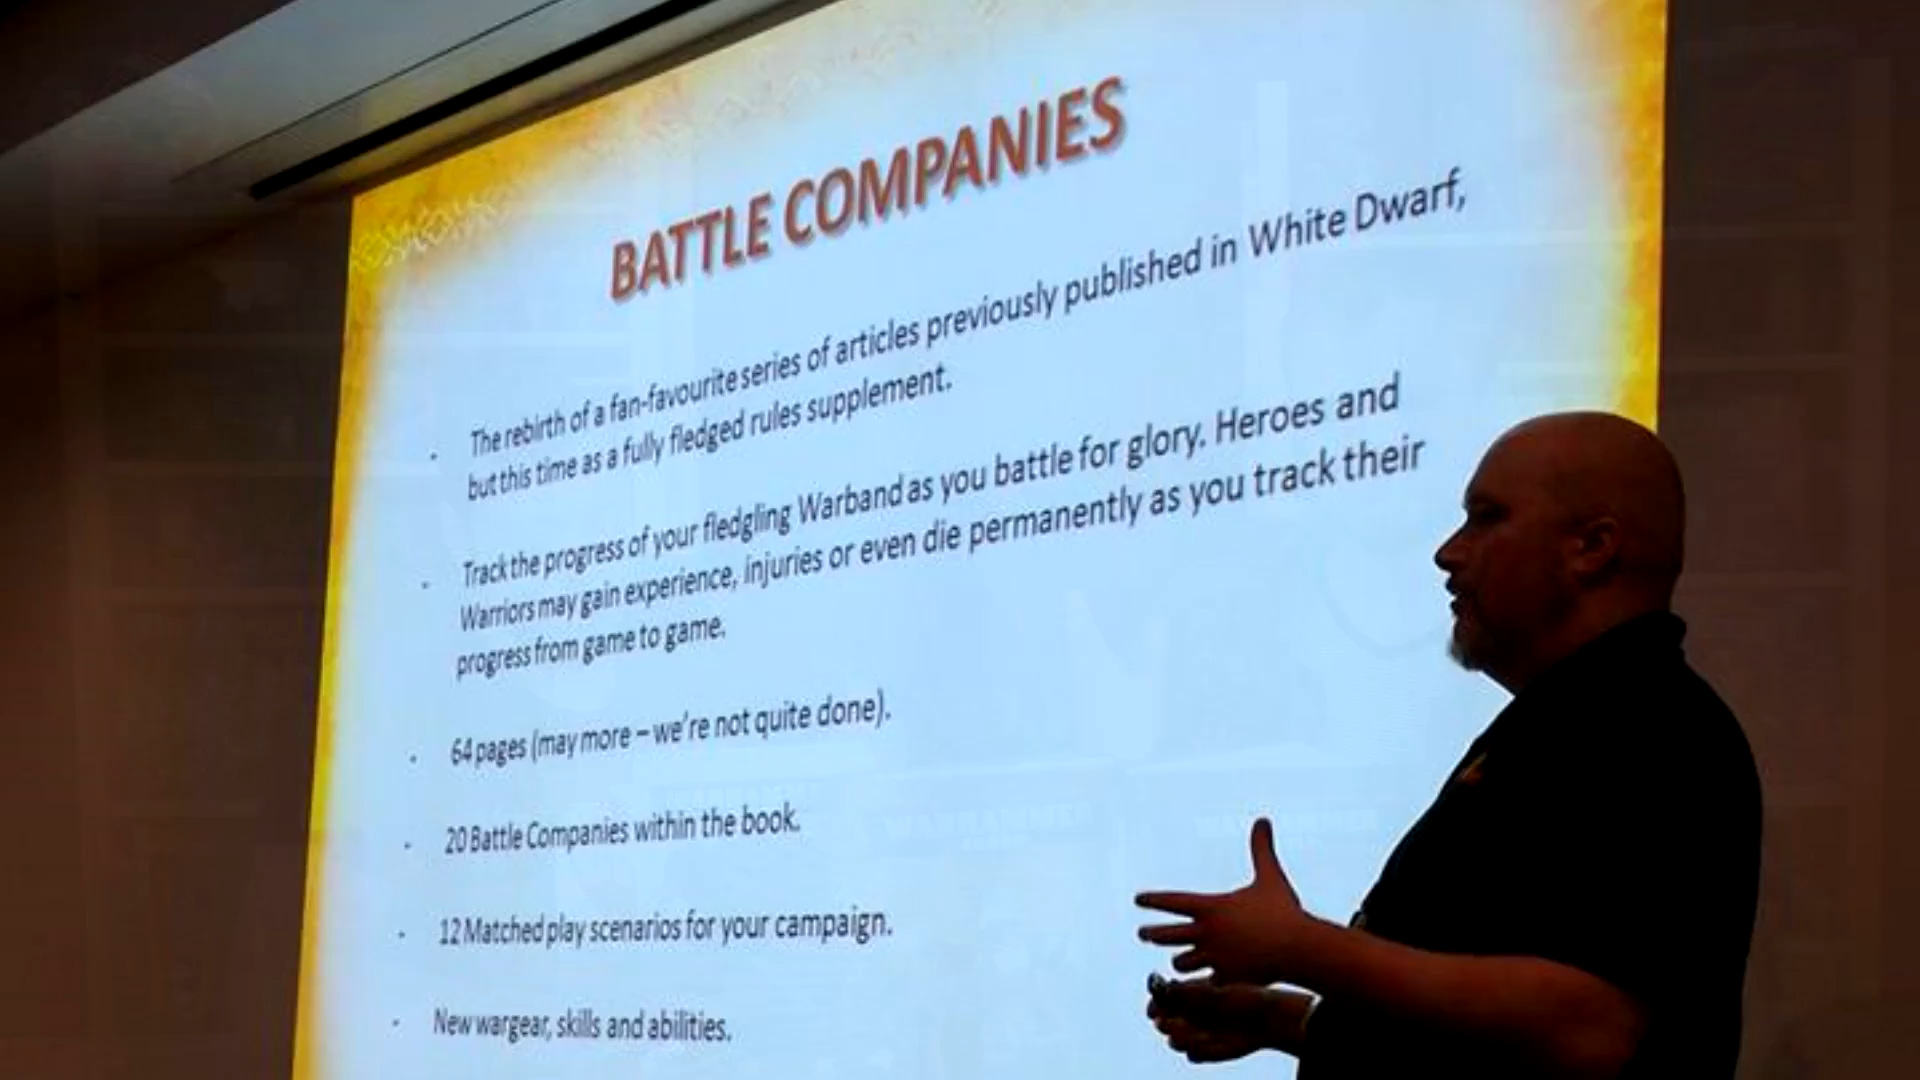 BATTLE COMPANIES
- The rebirth of a fan-favourite series of articles previously published in White Dwarf,
but this time as a fully fledged rules supplement.
- Track the progress of your fledgling Warband as you battle for glory. Heroes and
Warriors may gain experience, injuries or even die permanently as you track their
progress from game to game.
- 64 pages (may more – we're not quite done).
- 20 Battle Companies within the book.
- 12 Matched play scenarios for your campaign.
- New wargear, skills and abilities.